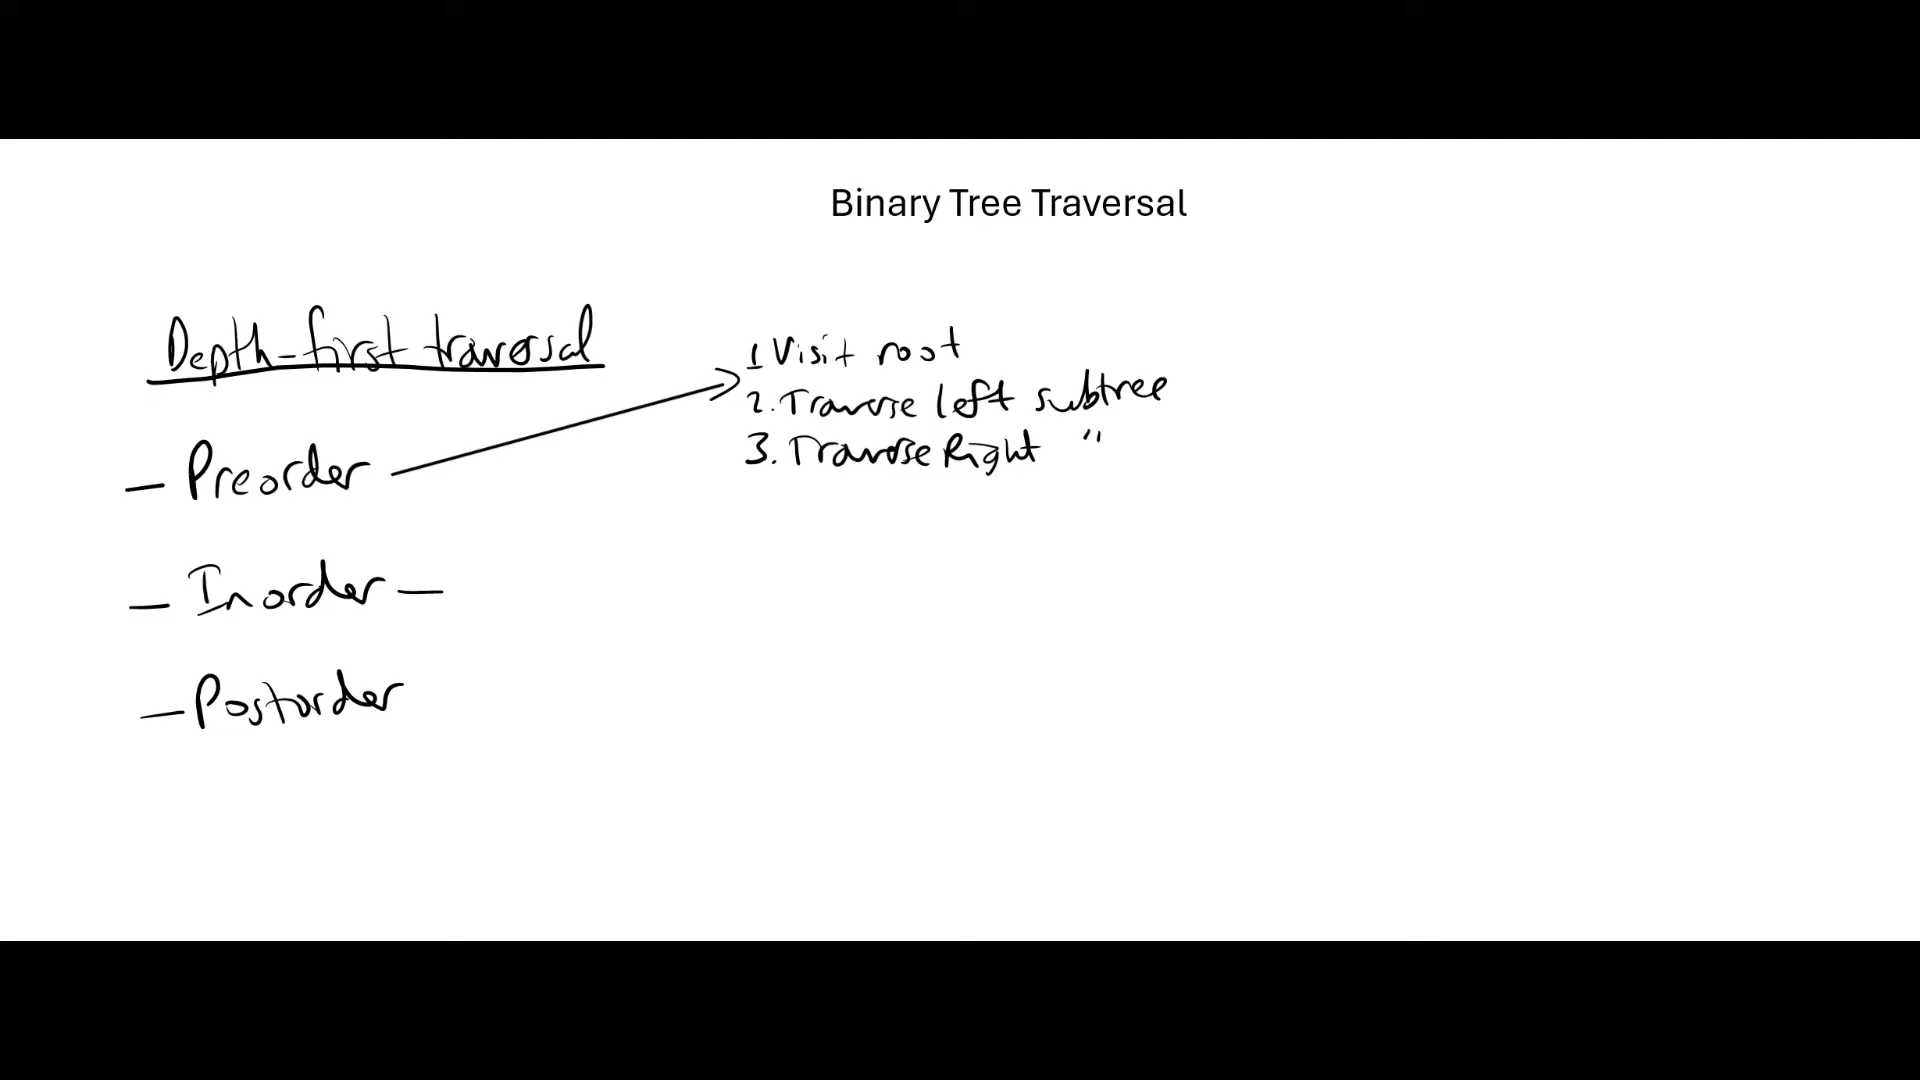 Binary Tree Traversal
Depth-first traversal
1 Visit root
2. Traverse left subtree
3. Traverse Right "
- Preorder
- Inorder -
- Postorder